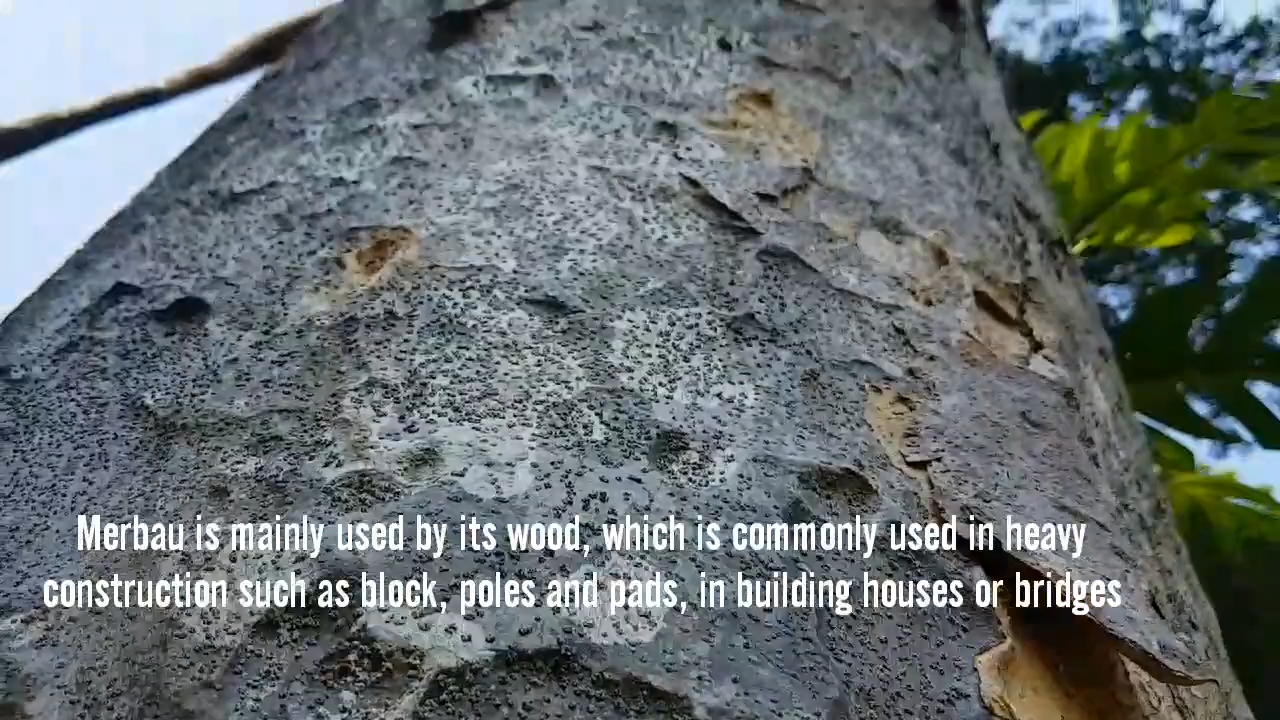 Merbau is mainly used by its wood, which is commonly used in heavy
construction such as block, poles and pads, in building houses or bridges